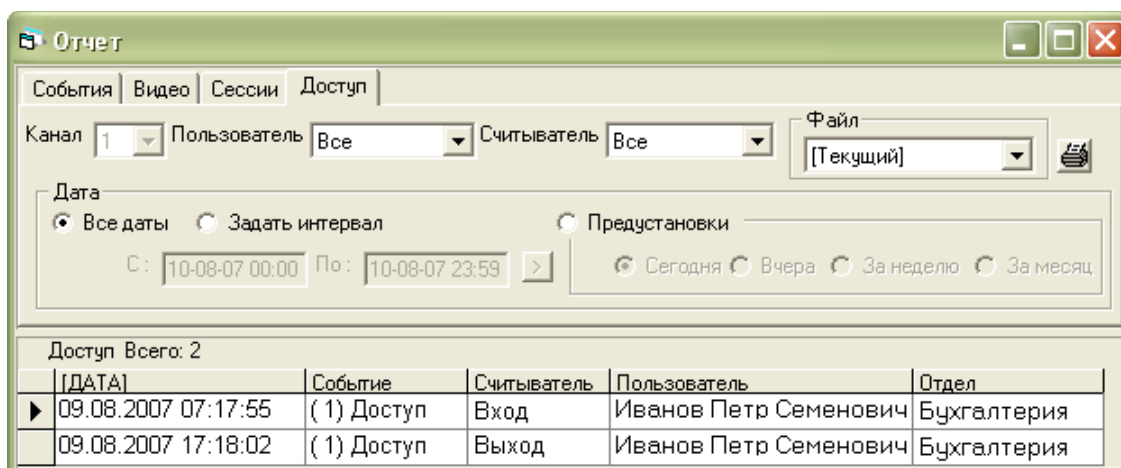 Отчет
События Видео Сессии Доступ
Канал 1 Пользователь Все Считыватель Все Файл [Текущий]
Дата
Все даты Задать интервал Предустановки
С : 10-08-07 00:00 По : 10-08-07 23:59 > Сегодня Вчера За неделю За месяц
Доступ Всего: 2
[ДАТА] Событие Считыватель Пользователь Отдел
09.08.2007 07:17:55 ( 1) Доступ Вход Иванов Петр Семенович Бухгалтерия
09.08.2007 17:18:02 ( 1) Доступ Выход Иванов Петр Семенович Бухгалтерия